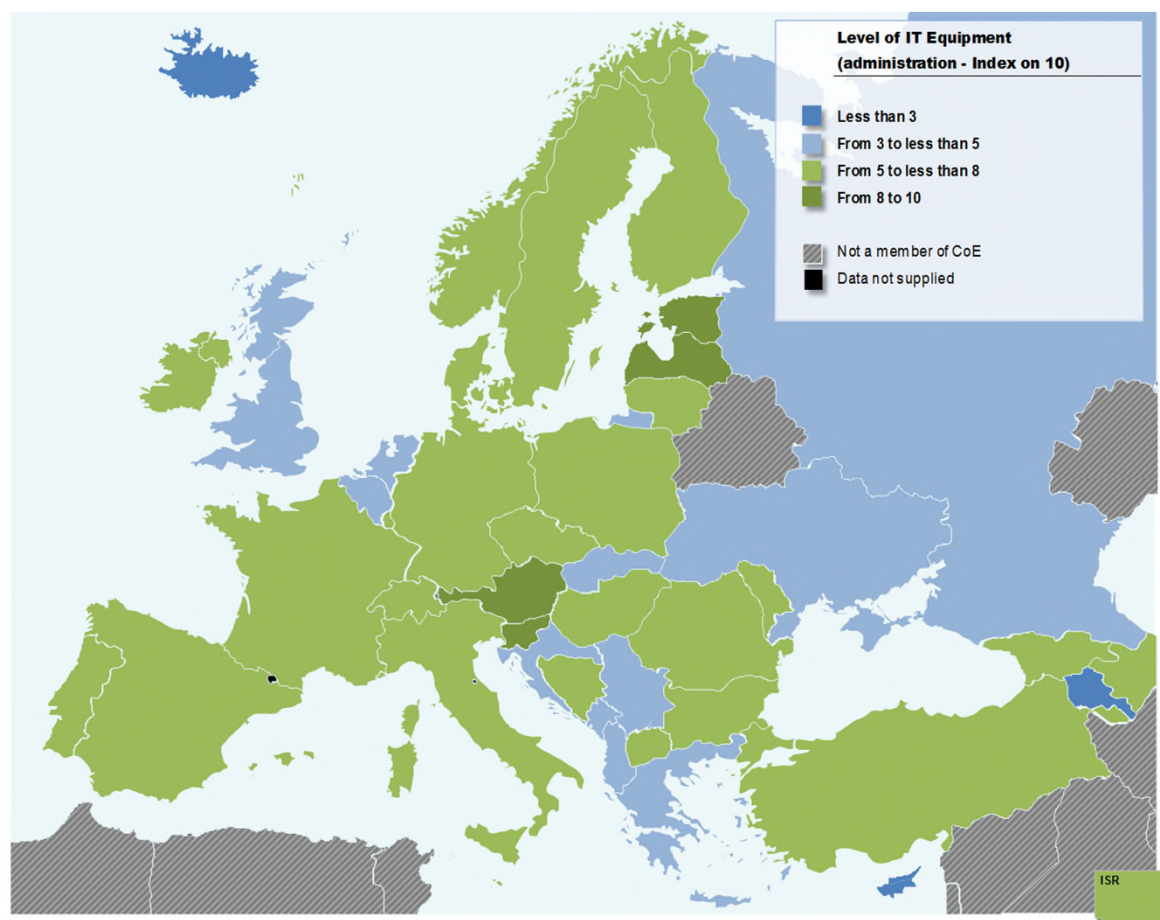 Level of IT Equipment
(administration - Index on 10)
Less than 3
From 3 to less than 5
From 5 to less than 8
From 8 to 10
Not a member of CoE
Data not supplied
ISR